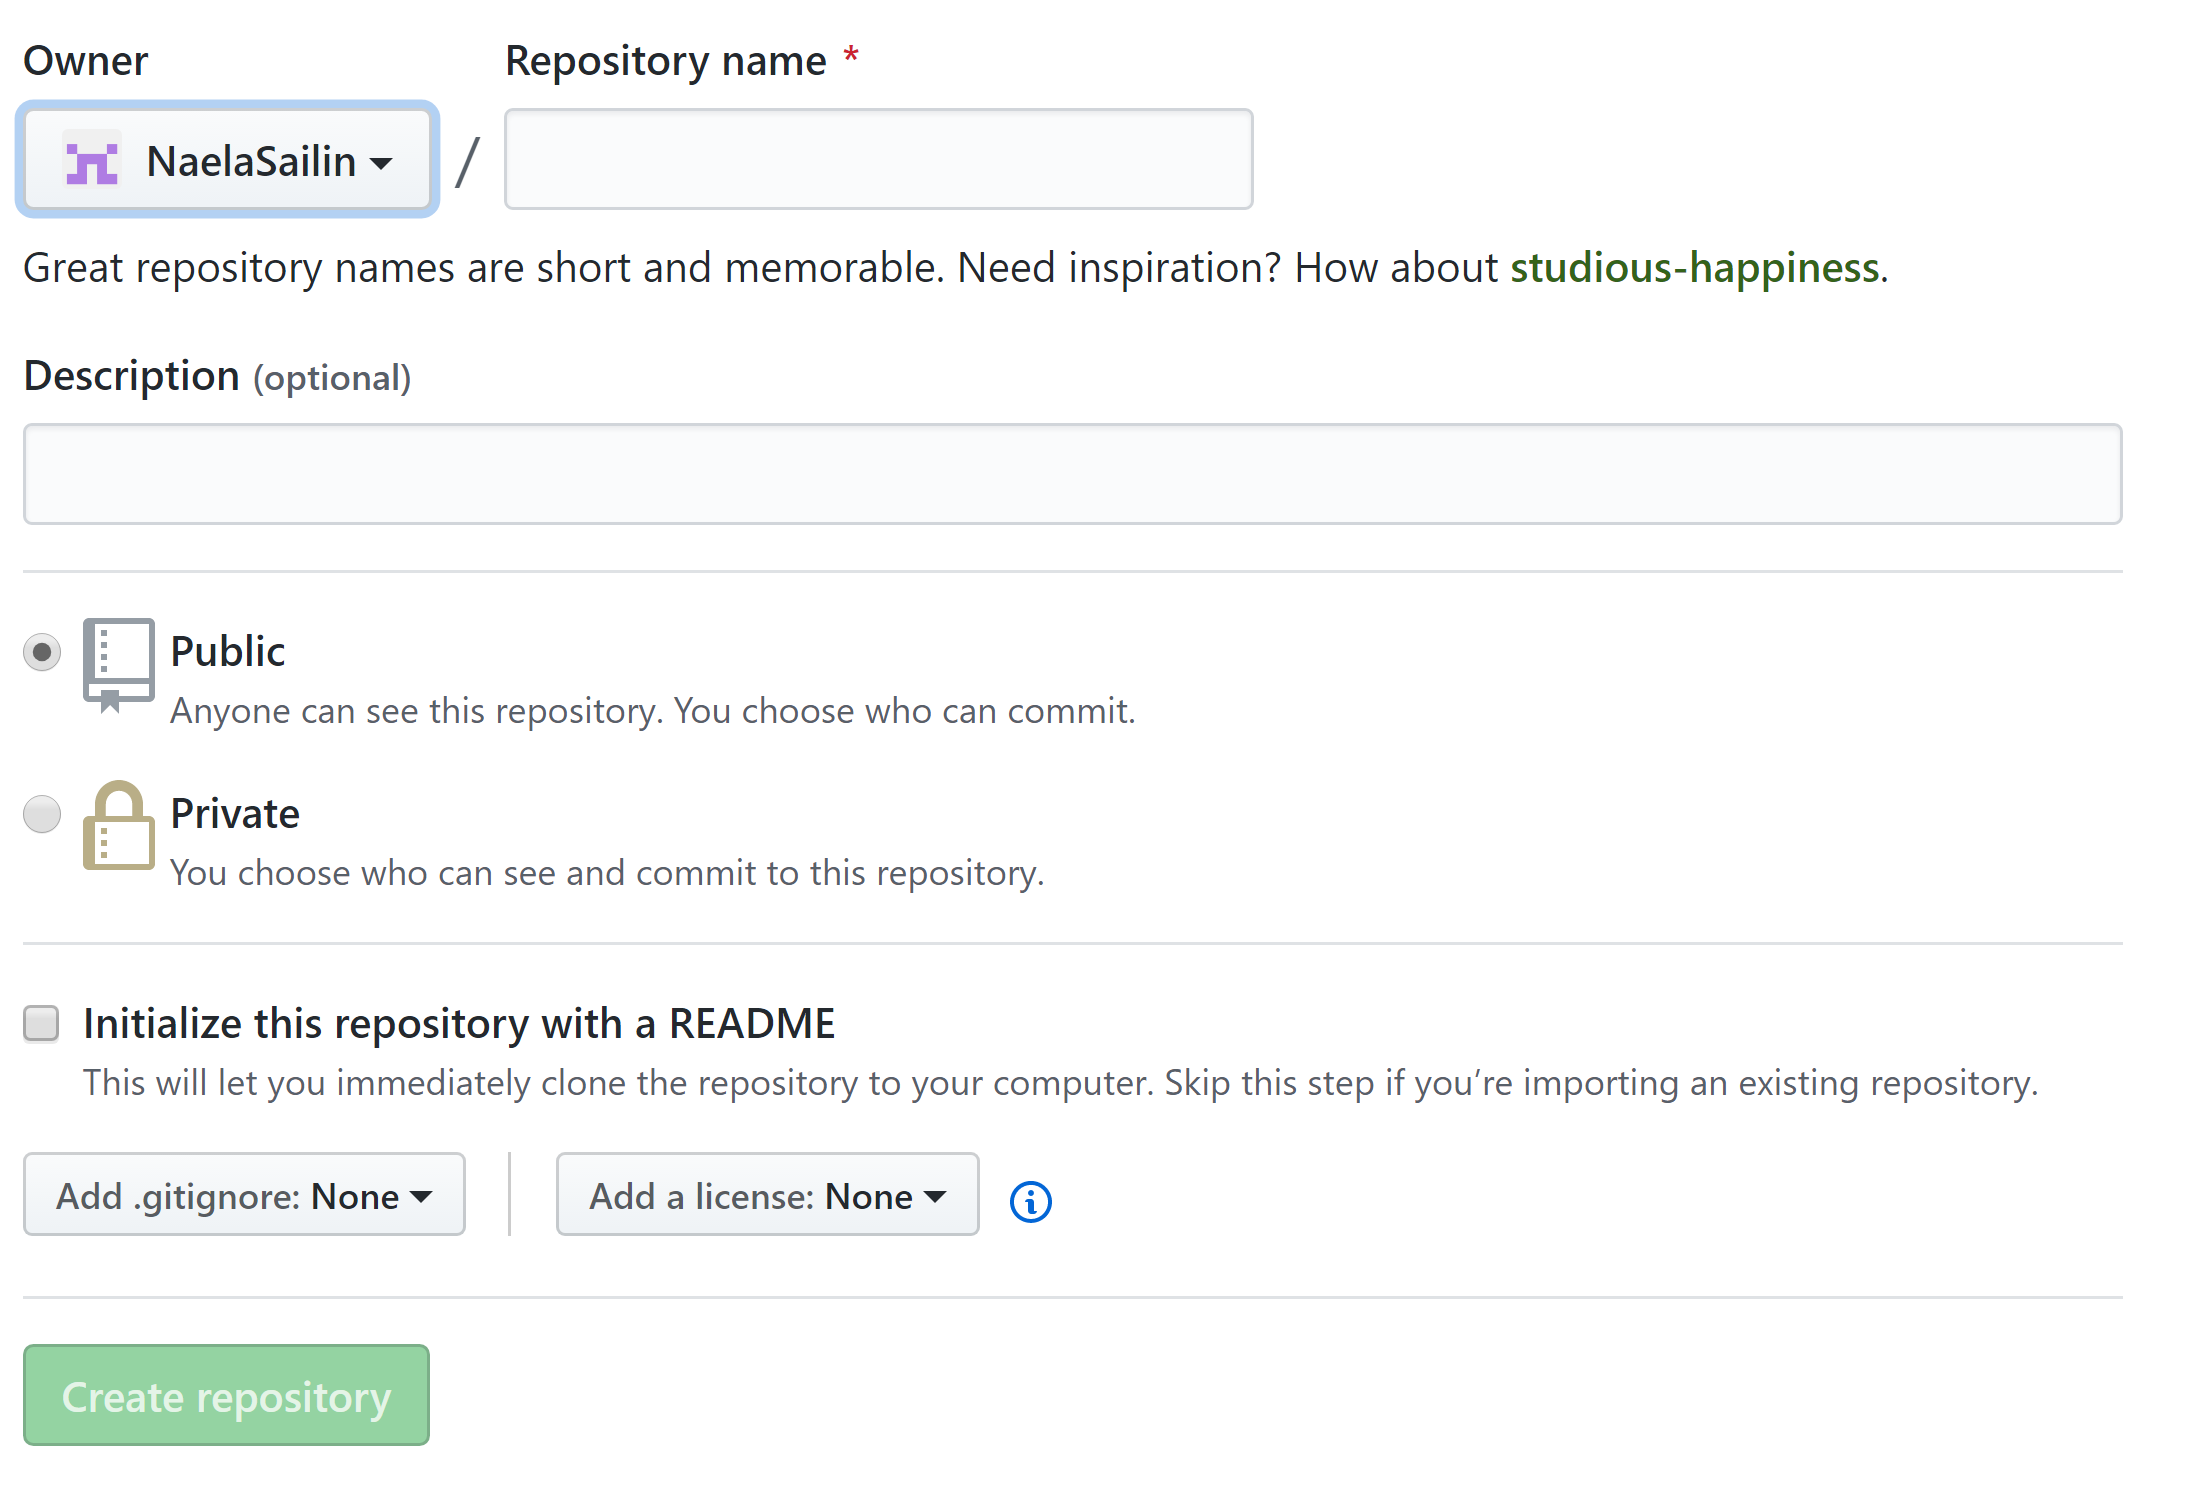 Owner
Repository name *
NaelaSailin
/
Great repository names are short and memorable. Need inspiration? How about studious-happiness.
Description (optional)
Public
Anyone can see this repository. You choose who can commit.
Private
You choose who can see and commit to this repository.
Initialize this repository with a README
This will let you immediately clone the repository to your computer. Skip this step if you’re importing an existing repository.
Add .gitignore: None
Add a license: None
Create repository